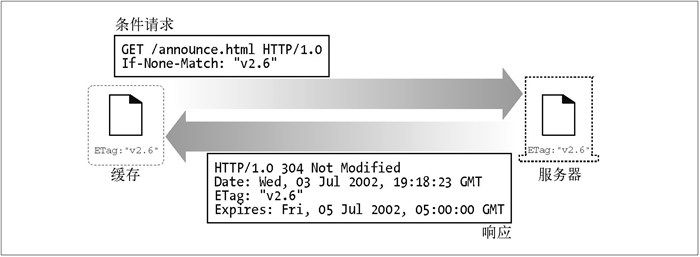 条件请求
GET /announce.html HTTP/1.0
If-None-Match: "v2.6"
ETag:"v2.6"
缓存
ETag:"v2.6"
服务器
HTTP/1.0 304 Not Modified
Date: Wed, 03 Jul 2002, 19:18:23 GMT
ETag: "v2.6"
Expires: Fri, 05 Jul 2002, 05:00:00 GMT
响应